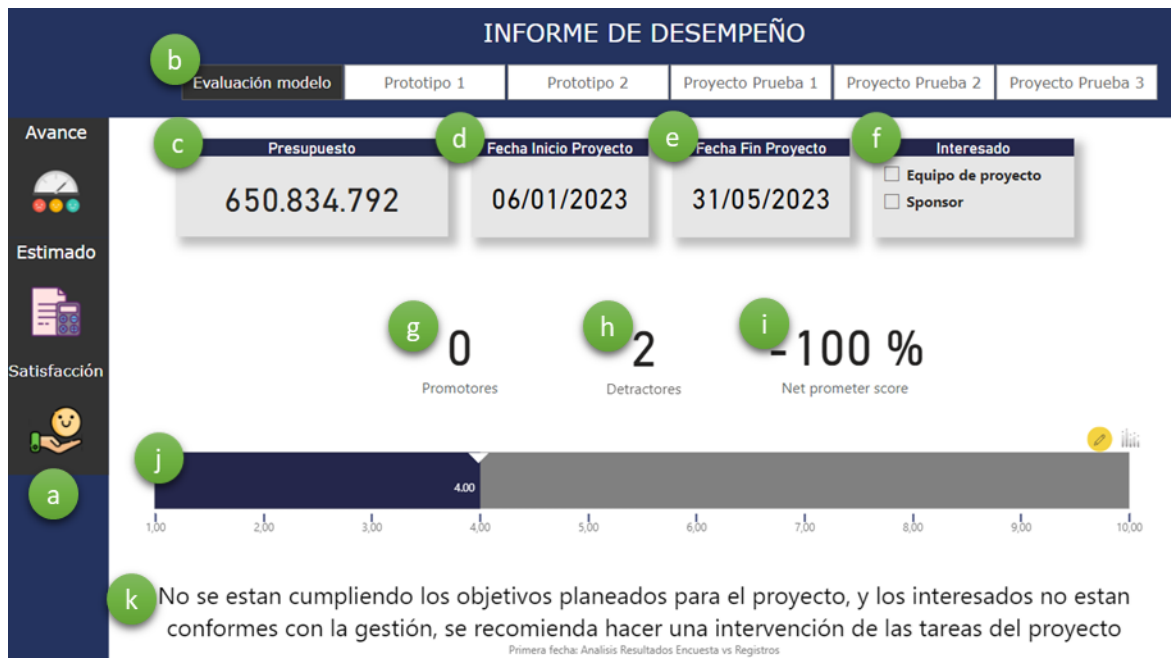 INFORME DE DESEMPEÑO
b
Evaluación modelo
Prototipo 1
Prototipo 2
Proyecto Prueba 1
Proyecto Prueba 2
Proyecto Prueba 3
Avance
Estimado
Satisfacción
a
c
Presupuesto
650.834.792
d
Fecha Inicio Proyecto
06/01/2023
e
Fecha Fin Proyecto
31/05/2023
f
Interesado
Equipo de proyecto
Sponsor
g
0
Promotores
h
2
Detractores
i
-100 %
Net prometer score
j
4.00
1,00 2,00 3,00 4,00 5,00 6,00 7,00 8,00 9,00 10,00
k
No se estan cumpliendo los objetivos planeados para el proyecto, y los interesados no estan
conformes con la gestión, se recomienda hacer una intervención de las tareas del proyecto
Primera fecha: Analisis Resultados Encuesta vs Registros